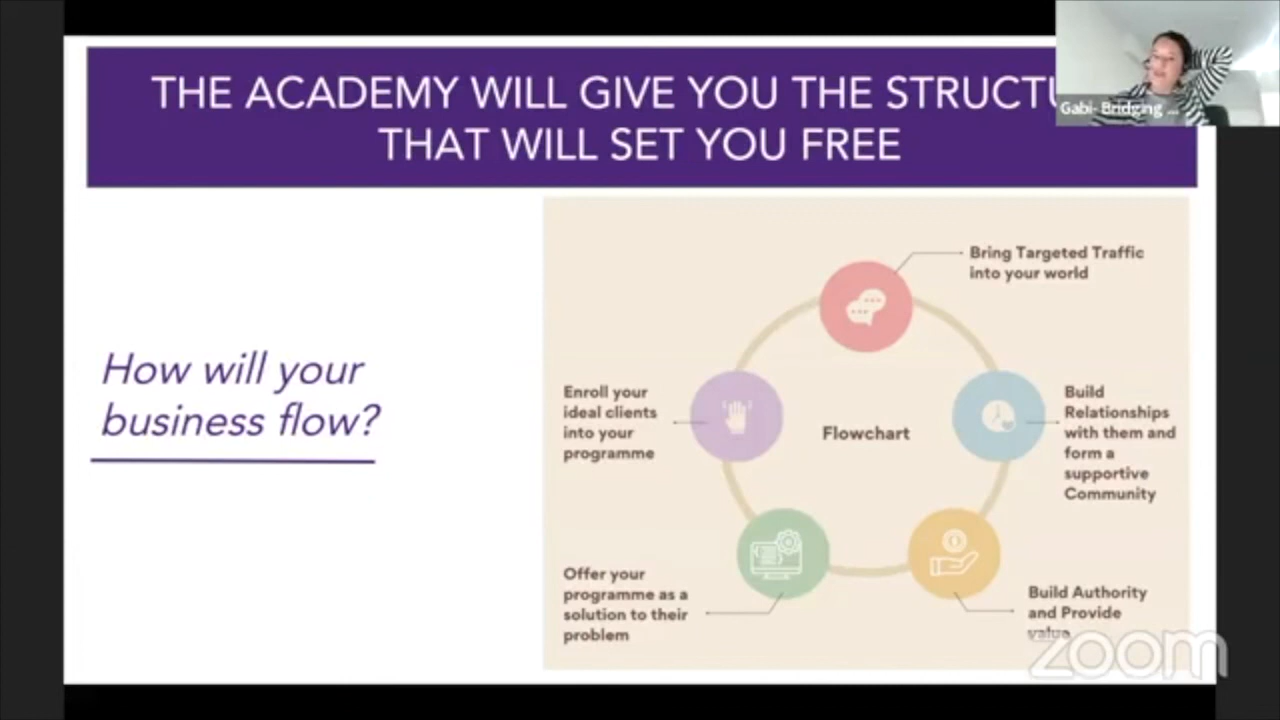 THE ACADEMY WILL GIVE YOU THE STRUCTU
THAT WILL SET YOU FREE
Gabi- Bridging ...
How will your
business flow?
Bring Targeted Traffic
into your world
Enroll your
ideal clients
into your
programme
Flowchart
Build
Relationships
with them and
form a
supportive
Community
Offer your
programme as a
solution to their
problem
Build Authority
and Provide
value
zoom